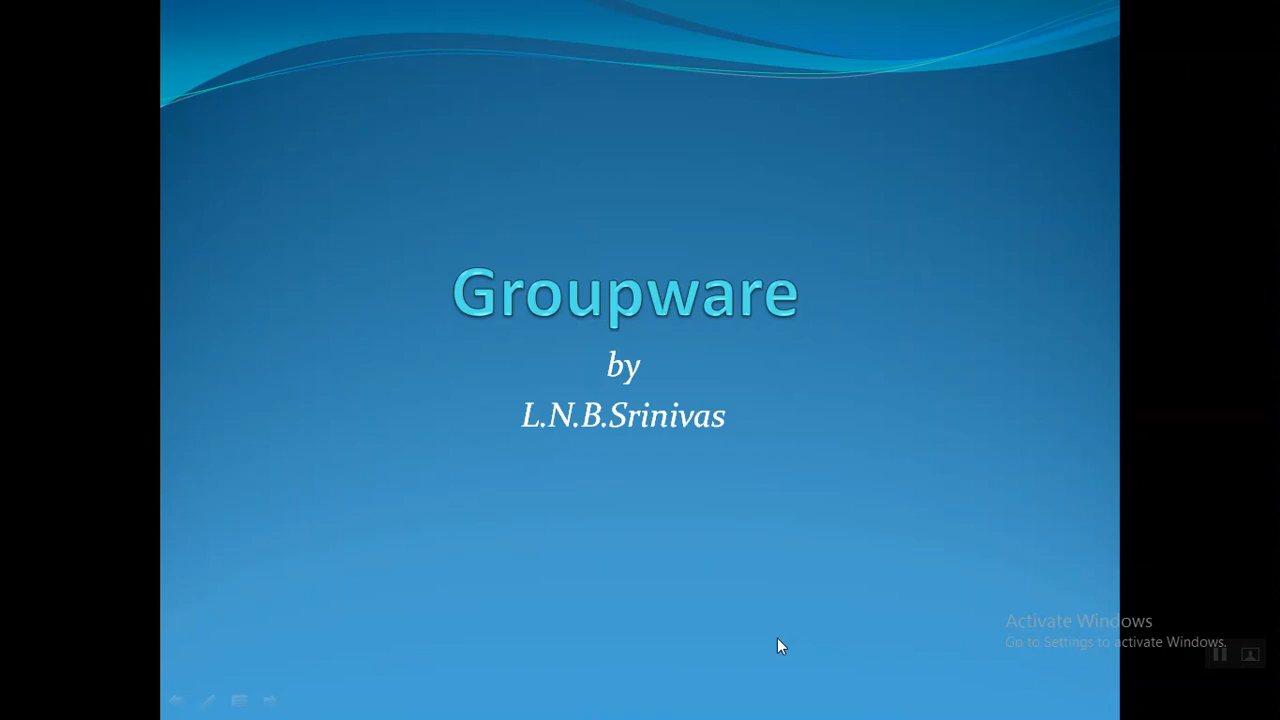 Groupware
by
L.N.B.Srinivas
Activate Windows
Go to Settings to activate Windows.